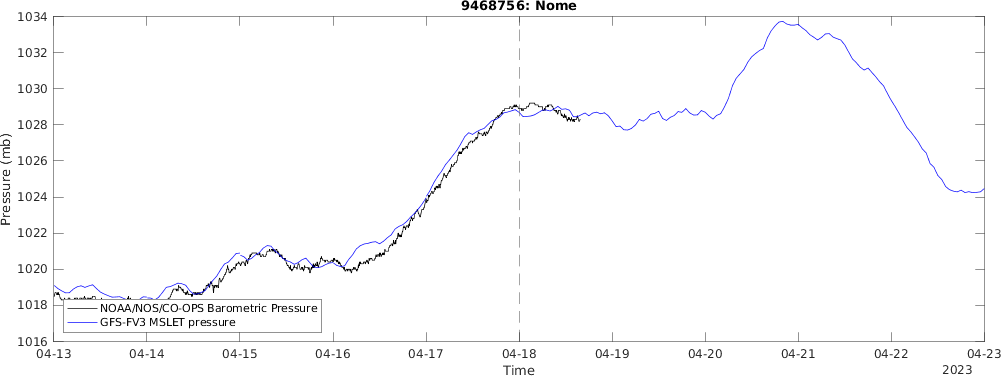 9468756: Nome
1034
1032
1030
1028
1026
1024
1022
1020
1018
1016
Pressure (mb)
NOAA/NOS/CO-OPS Barometric Pressure
GFS-FV3 MSLET pressure
04-13 04-14 04-15 04-16 04-17 04-18 04-19 04-20 04-21 04-22 04-23
Time
2023